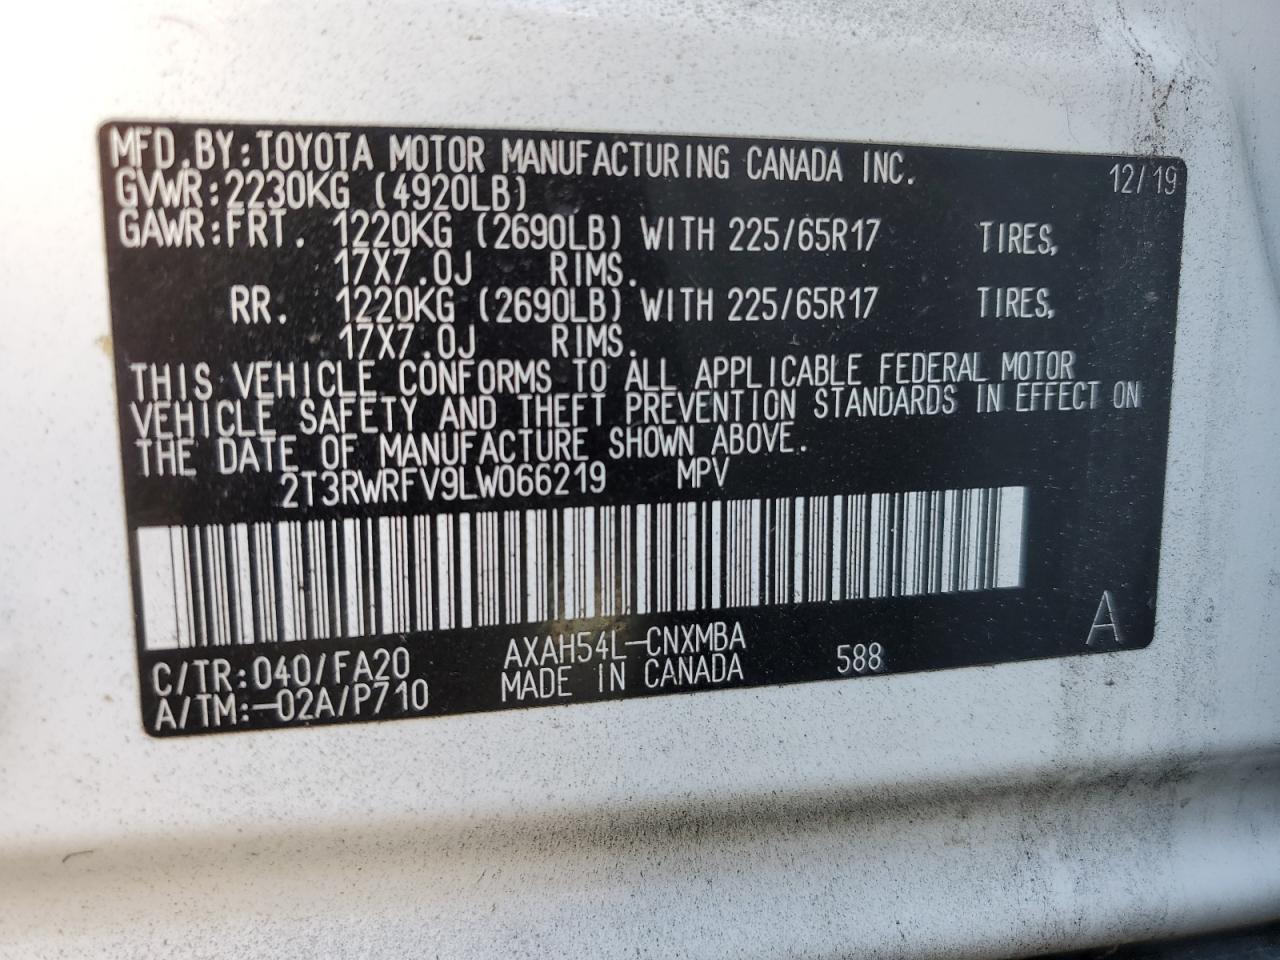 MFD.BY:TOYOTA MOTOR MANUFACTURING CANADA INC. 12/19
GVWR:2230KG (4920LB)
GAWR:FRT. 1220KG (2690LB) WITH 225/65R17 TIRES,
17X7.0J RIMS.
RR. 1220KG (2690LB) WITH 225/65R17 TIRES,
17X7.0J RIMS.
THIS VEHICLE CONFORMS TO ALL APPLICABLE FEDERAL MOTOR
VEHICLE SAFETY AND THEFT PREVENTION STANDARDS IN EFFECT ON
THE DATE OF MANUFACTURE SHOWN ABOVE.
2T3RWRFV9LW066219 MPV
C/TR:040/FA20 AXAH54L-CNXMBA 588 A
A/TM:-02A/P710 MADE IN CANADA